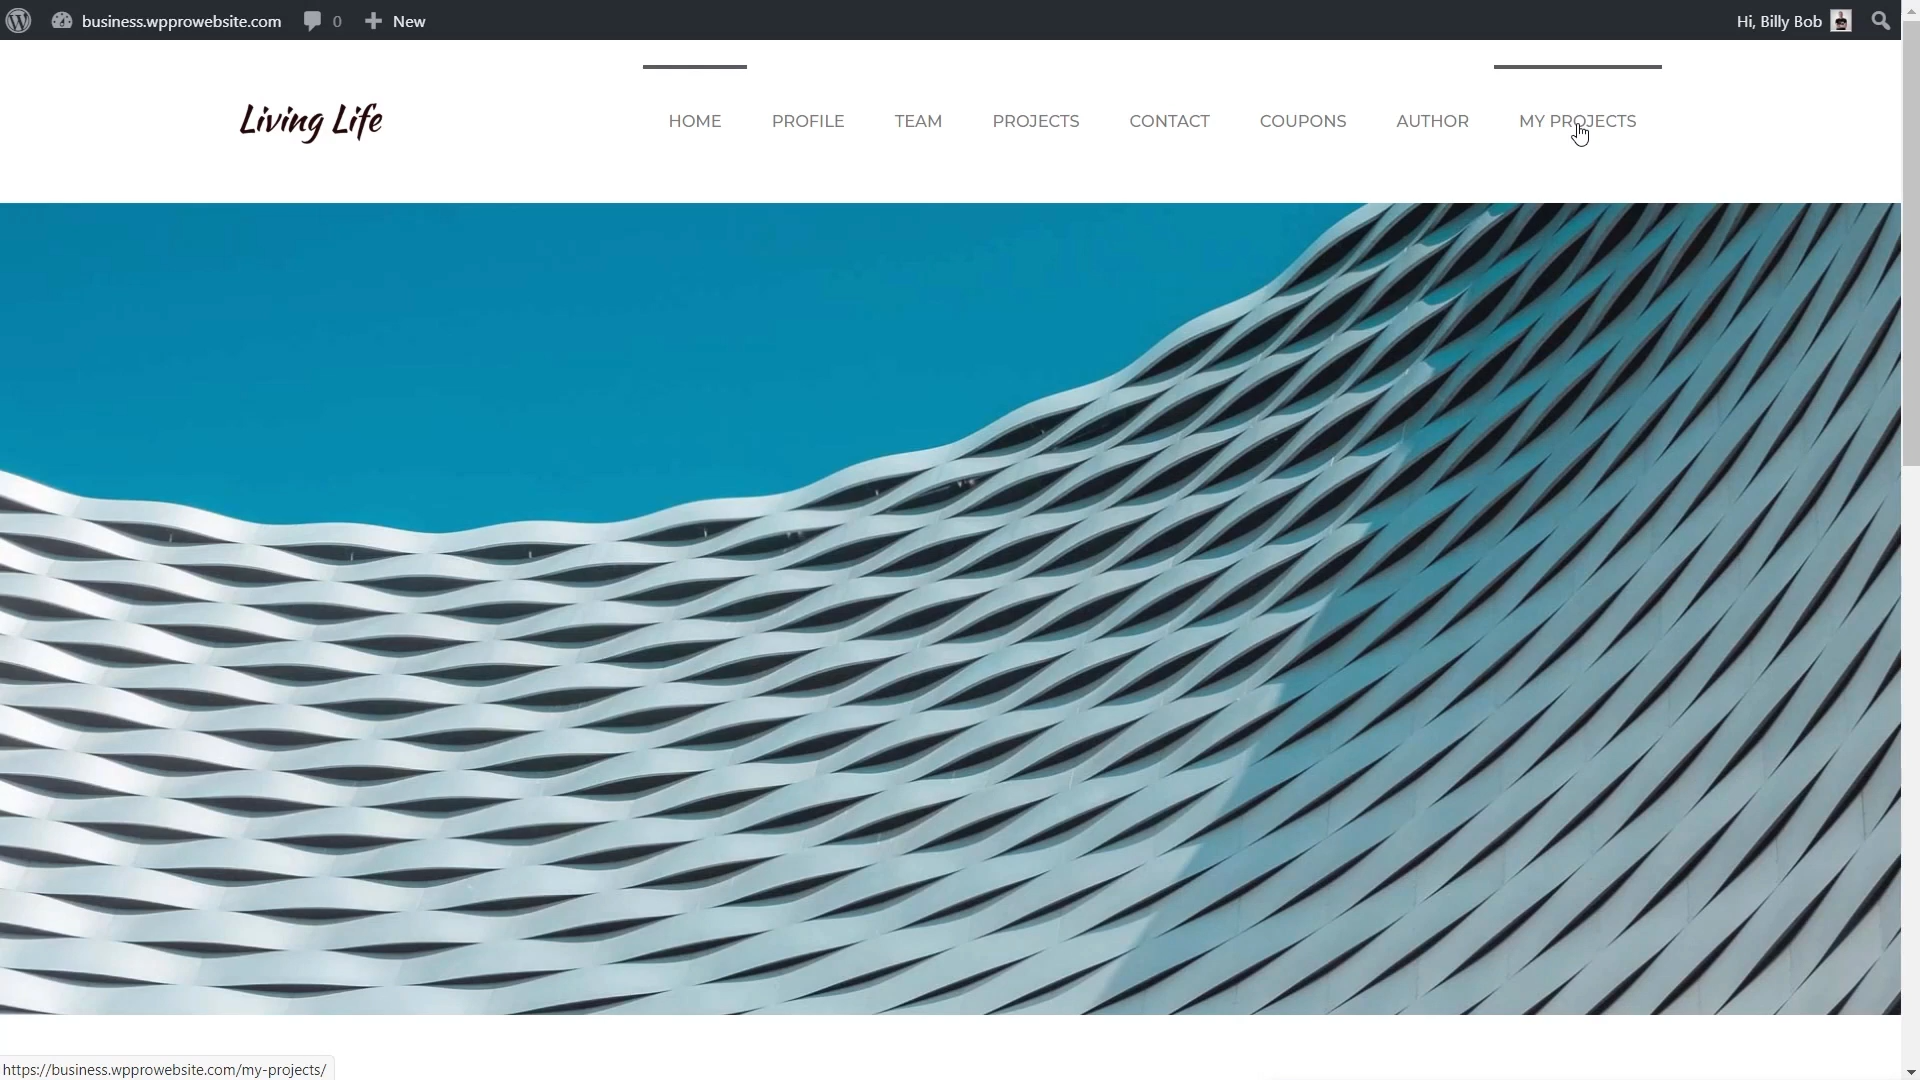 business.wpprowebsite.com 0 New Hi, Billy Bob
Living Life HOME PROFILE TEAM PROJECTS CONTACT COUPONS AUTHOR MY PROJECTS
https://business.wpprowebsite.com/my-projects/